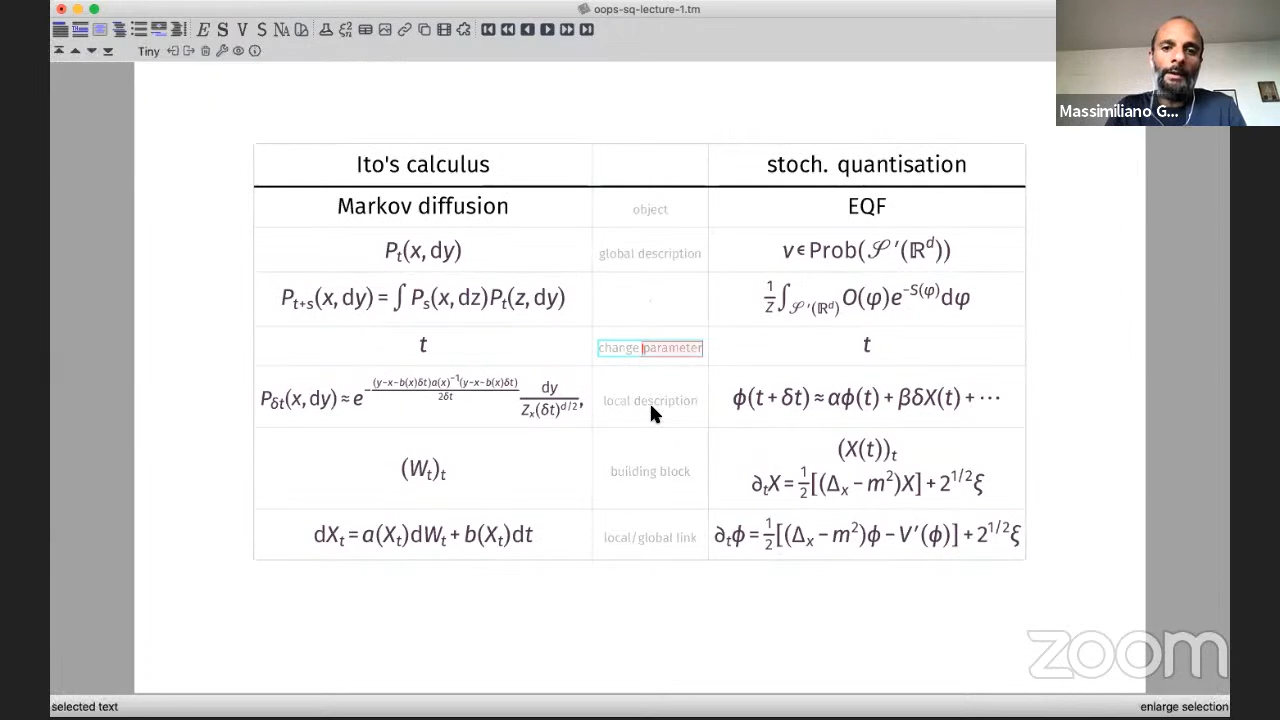 oops-sq-lecture-1.tm
Tiny
Massimiliano G...
Ito's calculus stoch. quantisation
Markov diffusion object EQF
P_t(x, dy) global description ν ∈ Prob(𝒮′(ℝ^d))
P_{t+s}(x, dy) = ∫ P_s(x, dz)P_t(z, dy) 1/Z ∫_{𝒮′(ℝ^d)} O(φ)e^{-S(φ)}dφ
t change parameter t
P_{δt}(x, dy) ≈ e^{-(y-x-b(x)δt)a(x)^{-1}(y-x-b(x)δt)/2δt} dy/Z_x(δt)^{d/2}, local description ϕ(t + δt) ≈ αϕ(t) + βδX(t) + ⋯
(X(t))_t
(W_t)_t building block ∂_tX = 1/2[(Δ_x − m²)X] + 2^{1/2}ξ
dX_t = a(X_t)dW_t + b(X_t)dt local/global link ∂_tϕ = 1/2[(Δ_x − m²)ϕ − V′(ϕ)] + 2^{1/2}ξ
zoom
selected text enlarge selection